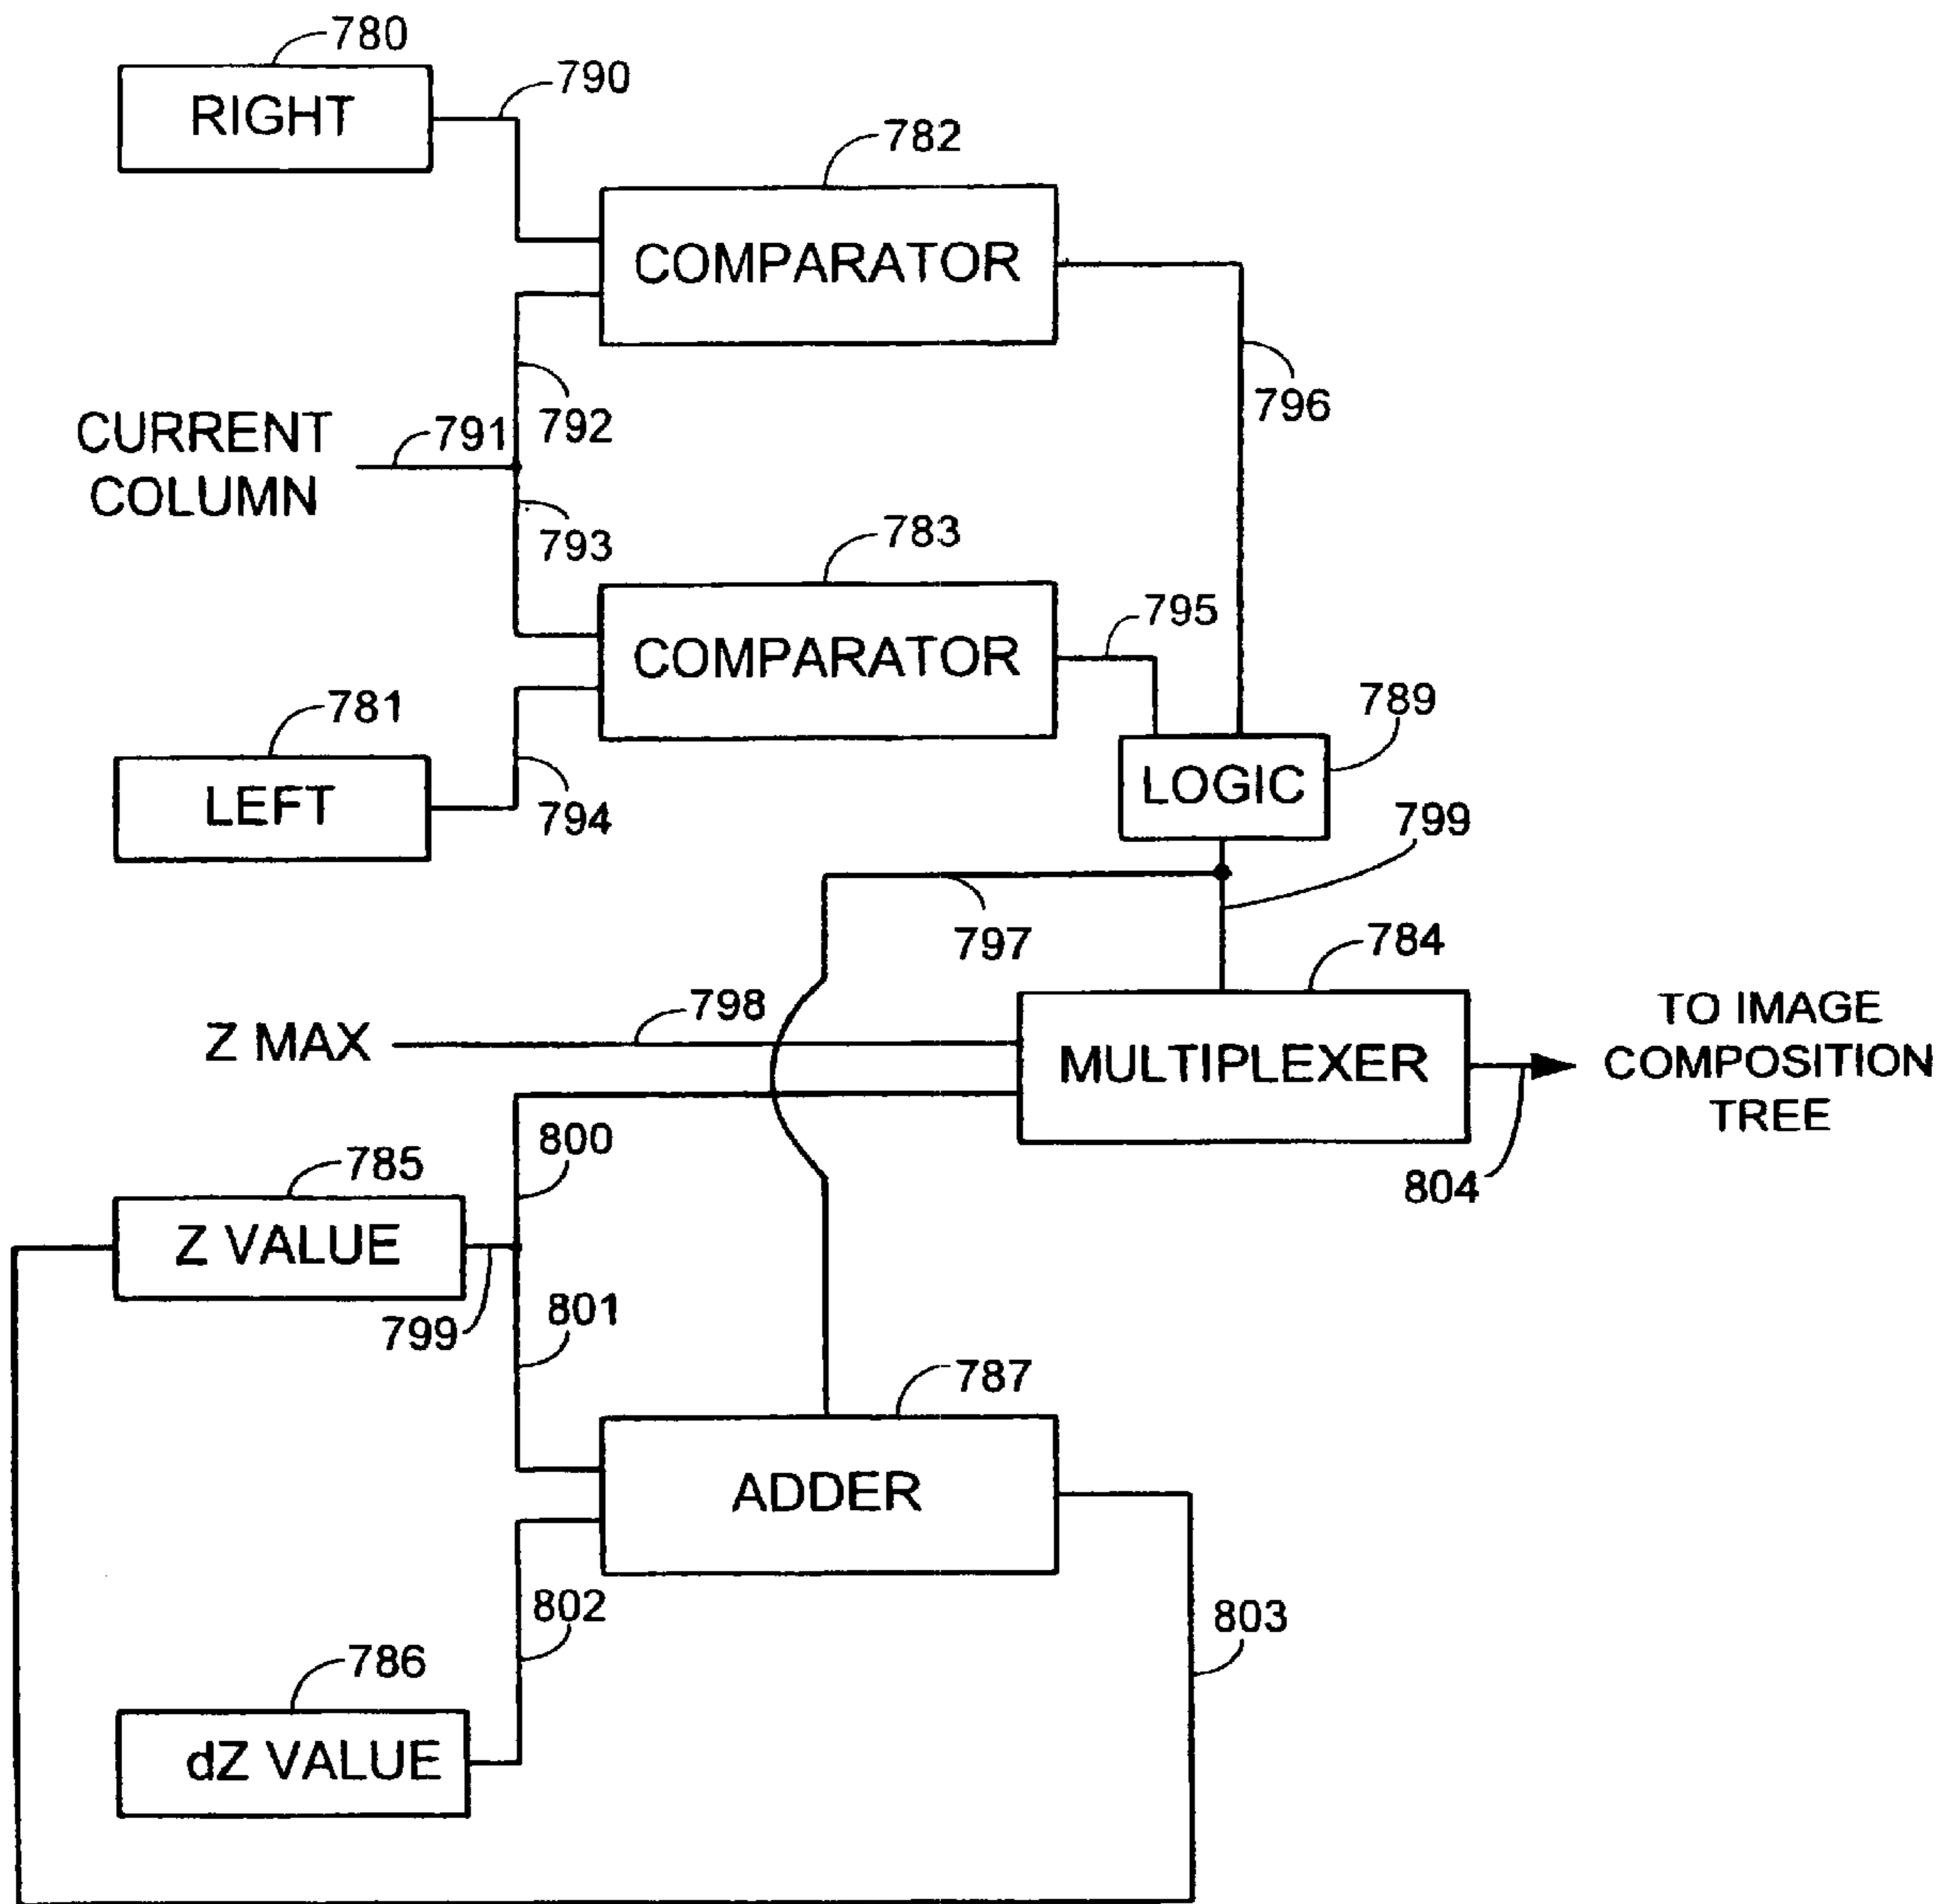 780
RIGHT
790
782
COMPARATOR
796
CURRENT
COLUMN
791
792
793
783
COMPARATOR
795
781
LEFT
794
789
LOGIC
799
797
784
Z MAX
798
MULTIPLEXER
TO IMAGE
COMPOSITION
TREE
804
800
785
Z VALUE
799
801
787
ADDER
802
803
786
dZ VALUE